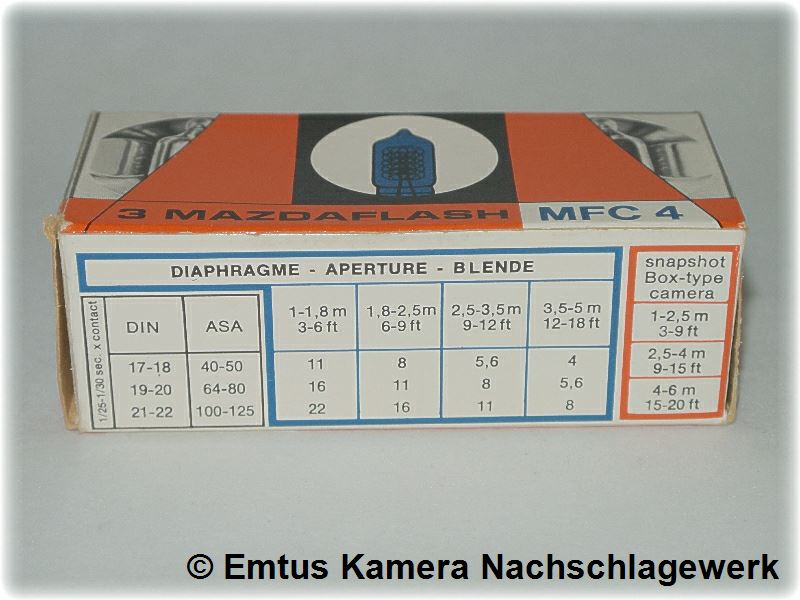 3 MAZDAFLASH MFC 4
DIAPHRAGME - APERTURE - BLENDE
1/25-1/30 sec. x contact
DIN ASA 1-1,8 m 3-6 ft 1,8-2,5m 6-9 ft 2,5-3,5m 9-12 ft 3,5-5 m 12-18 ft
17-18 40-50 11 8 5,6 4
19-20 64-80 16 11 8 5,6
21-22 100-125 22 16 11 8
snapshot
Box-type
camera
1-2,5 m
3-9 ft
2,5-4 m
9-15 ft
4-6 m
15-20 ft
© Emtus Kamera Nachschlagewerk